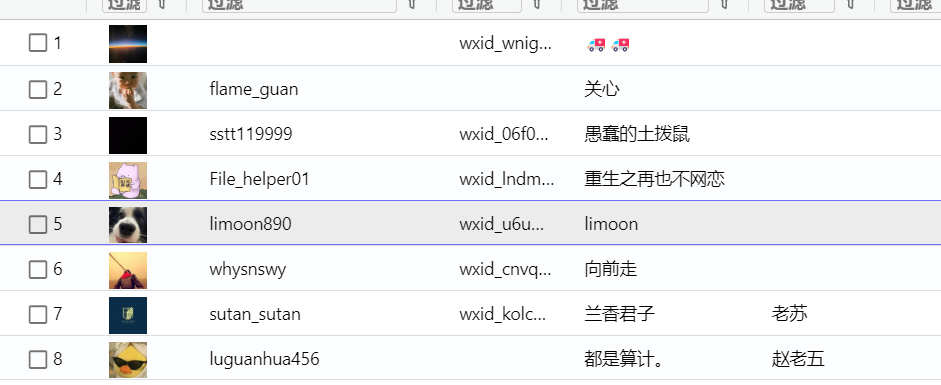 过滤 过滤 过滤 过滤 过滤 过滤
1 wxid_wnig... 🚑🚑
2 flame_guan 关心
3 sstt119999 wxid_06f0... 愚蠢的土拨鼠
4 File_helper01 wxid_lndm... 重生之再也不网恋
5 limoon890 wxid_u6u... limoon
6 whysnswy wxid_cnvq... 向前走
7 sutan_sutan wxid_kolc... 兰香君子 老苏
8 luguanhua456 都是算计。 赵老五